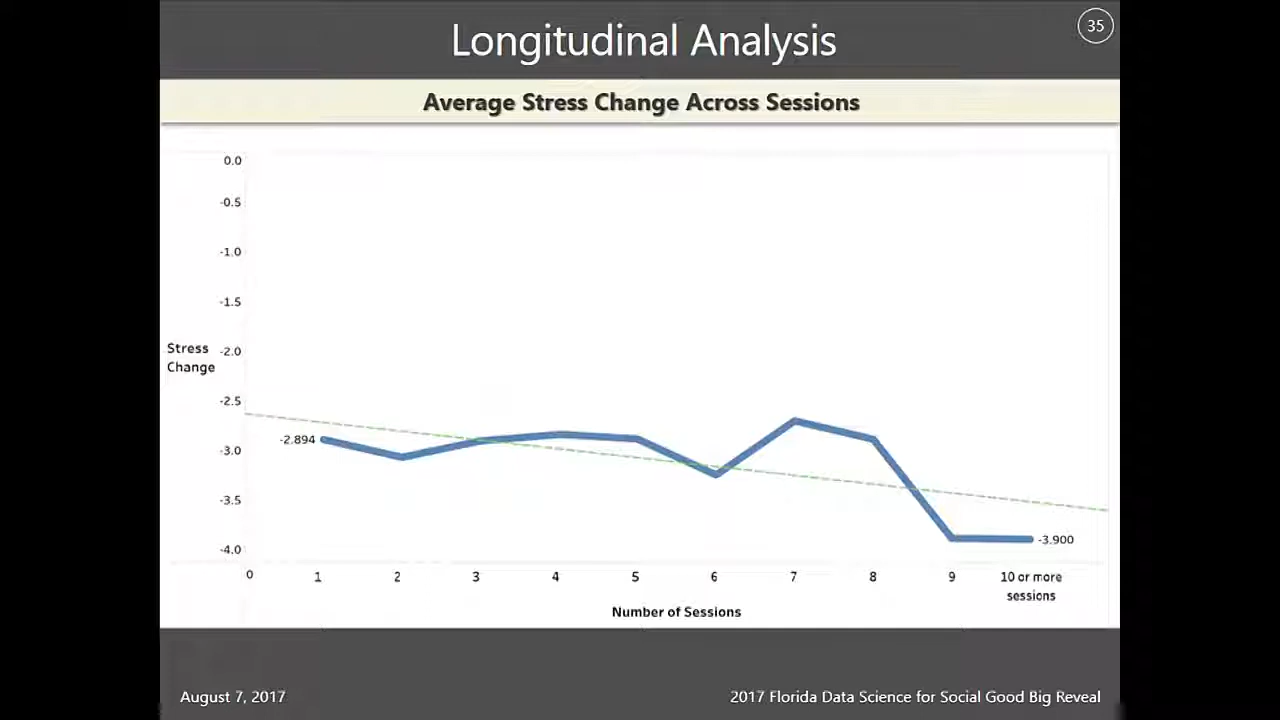 35
Longitudinal Analysis
Average Stress Change Across Sessions
0.0
-0.5
-1.0
-1.5
Stress
Change
-2.0
-2.5
-2.894
-3.0
-3.5
-3.900
-4.0
0 1 2 3 4 5 6 7 8 9 10 or more
sessions
Number of Sessions
August 7, 2017
2017 Florida Data Science for Social Good Big Reveal